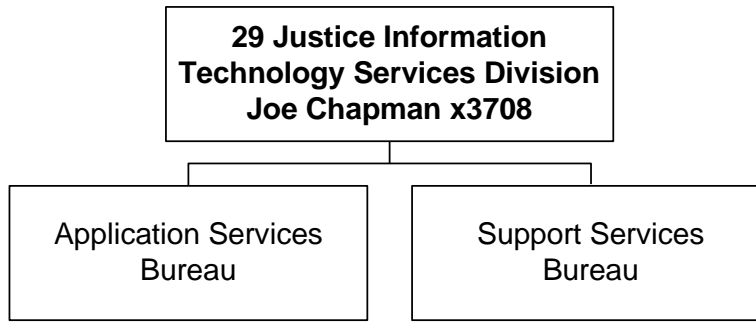 29 Justice Information
Technology Services Division
Joe Chapman x3708
Application Services
Bureau
Support Services
Bureau